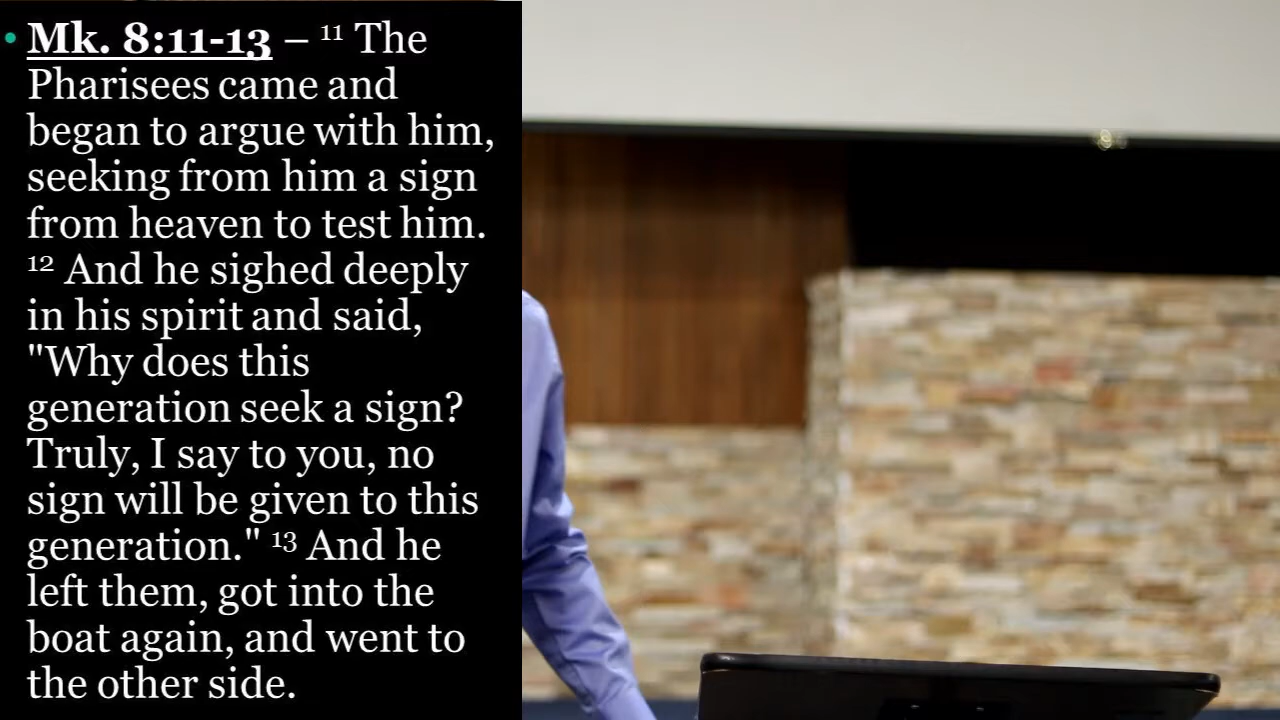 • Mk. 8:11-13 – 11 The
Pharisees came and
began to argue with him,
seeking from him a sign
from heaven to test him.
12 And he sighed deeply
in his spirit and said,
"Why does this
generation seek a sign?
Truly, I say to you, no
sign will be given to this
generation." 13 And he
left them, got into the
boat again, and went to
the other side.